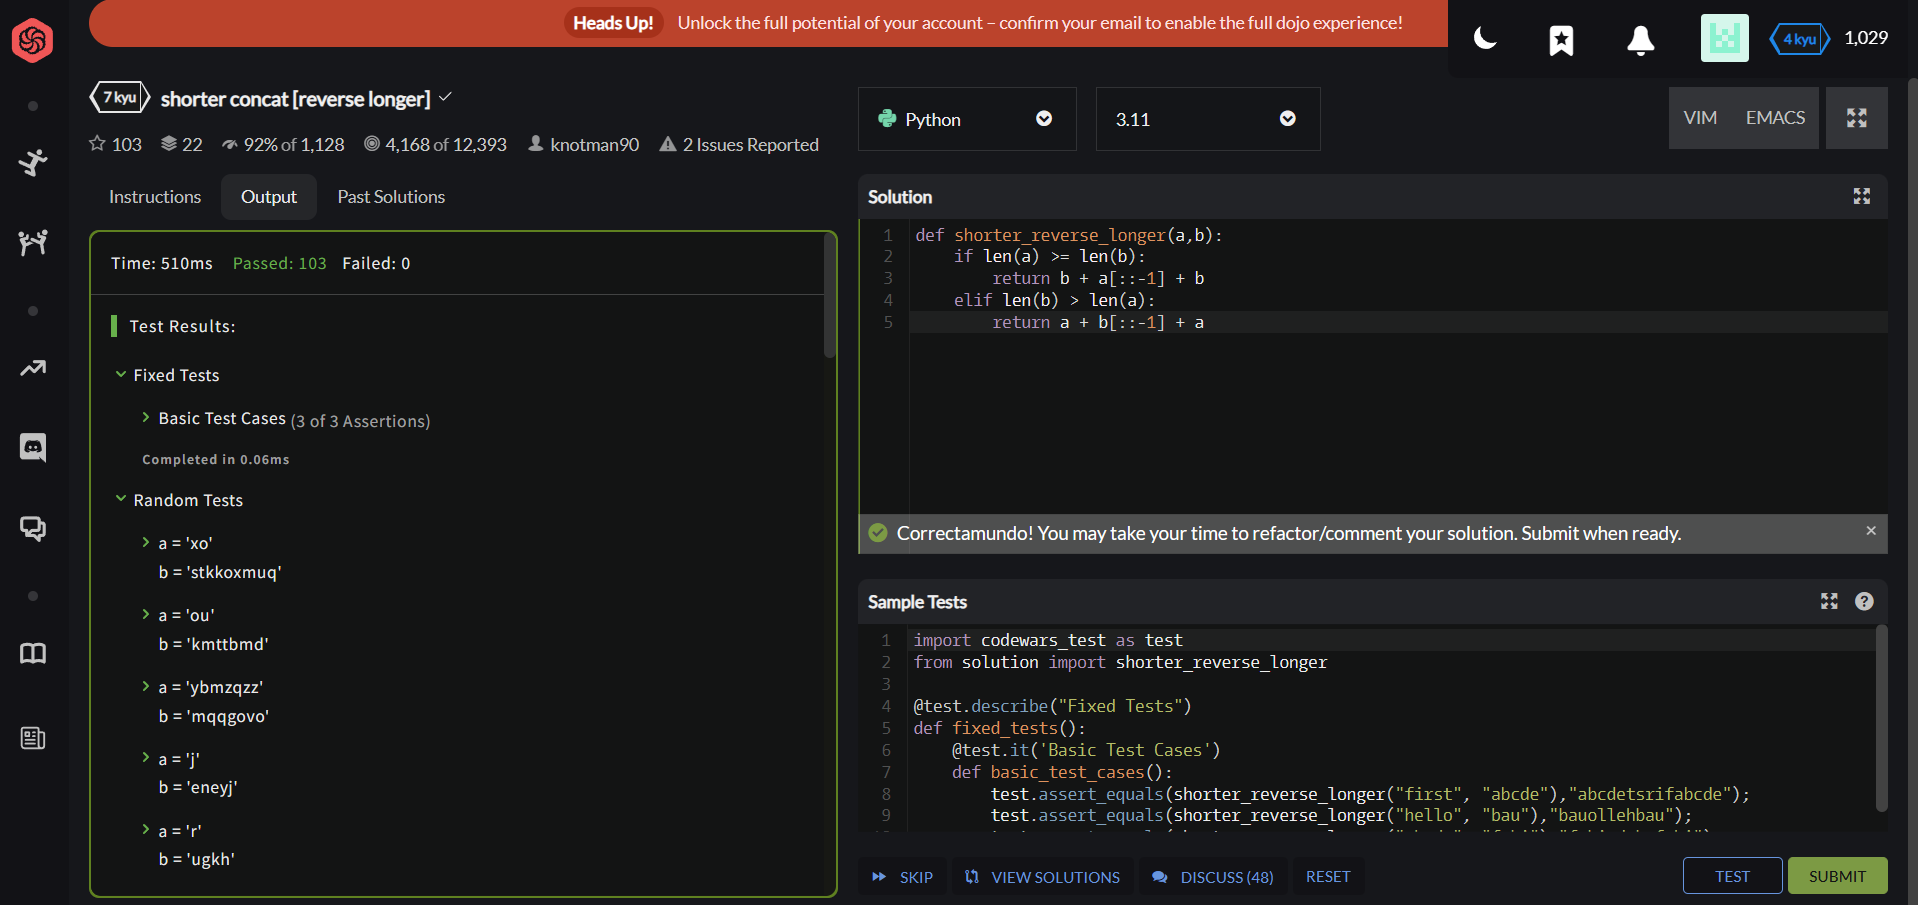 Heads Up! Unlock the full potential of your account – confirm your email to enable the full dojo experience!
4 kyu 1,029
7 kyu shorter concat [reverse longer]
103 22 92% of 1,128 4,168 of 12,393 knotman90 2 Issues Reported
Python
3.11
VIM EMACS
Instructions Output Past Solutions
Time: 510ms Passed: 103 Failed: 0
Test Results:
Fixed Tests
Basic Test Cases (3 of 3 Assertions)
Completed in 0.06ms
Random Tests
a = 'xo'
b = 'stkkoxmuq'
a = 'ou'
b = 'kmttbmd'
a = 'ybmzqzz'
b = 'mqqgovo'
a = 'j'
b = 'eneyj'
a = 'r'
b = 'ugkh'
Solution
1 def shorter_reverse_longer(a,b):
2     if len(a) >= len(b):
3         return b + a[::-1] + b
4     elif len(b) > len(a):
5         return a + b[::-1] + a
Correctamundo! You may take your time to refactor/comment your solution. Submit when ready.
Sample Tests
1 import codewars_test as test
2 from solution import shorter_reverse_longer
3
4 @test.describe("Fixed Tests")
5 def fixed_tests():
6     @test.it('Basic Test Cases')
7     def basic_test_cases():
8         test.assert_equals(shorter_reverse_longer("first", "abcde"),"abcdetsrifabcde");
9         test.assert_equals(shorter_reverse_longer("hello", "bau"),"bauollehbau");
SKIP VIEW SOLUTIONS DISCUSS (48) RESET
TEST SUBMIT